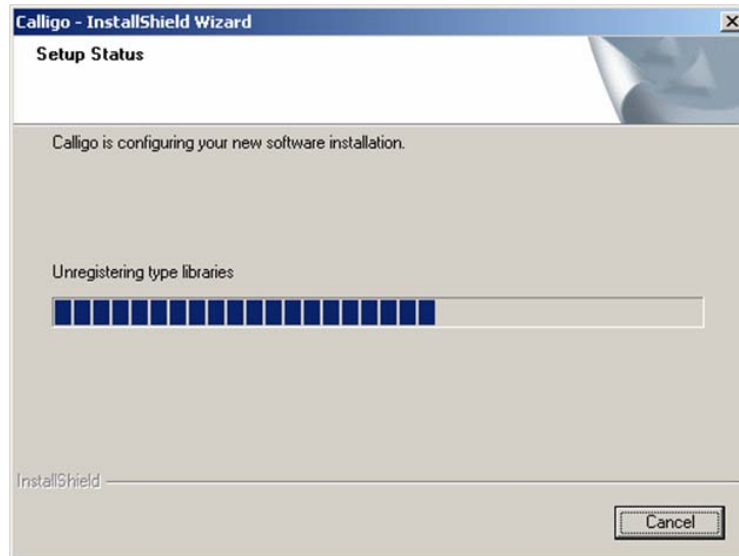 Calligo - InstallShield Wizard
Setup Status
Calligo is configuring your new software installation.
Unregistering type libraries
InstallShield
Cancel